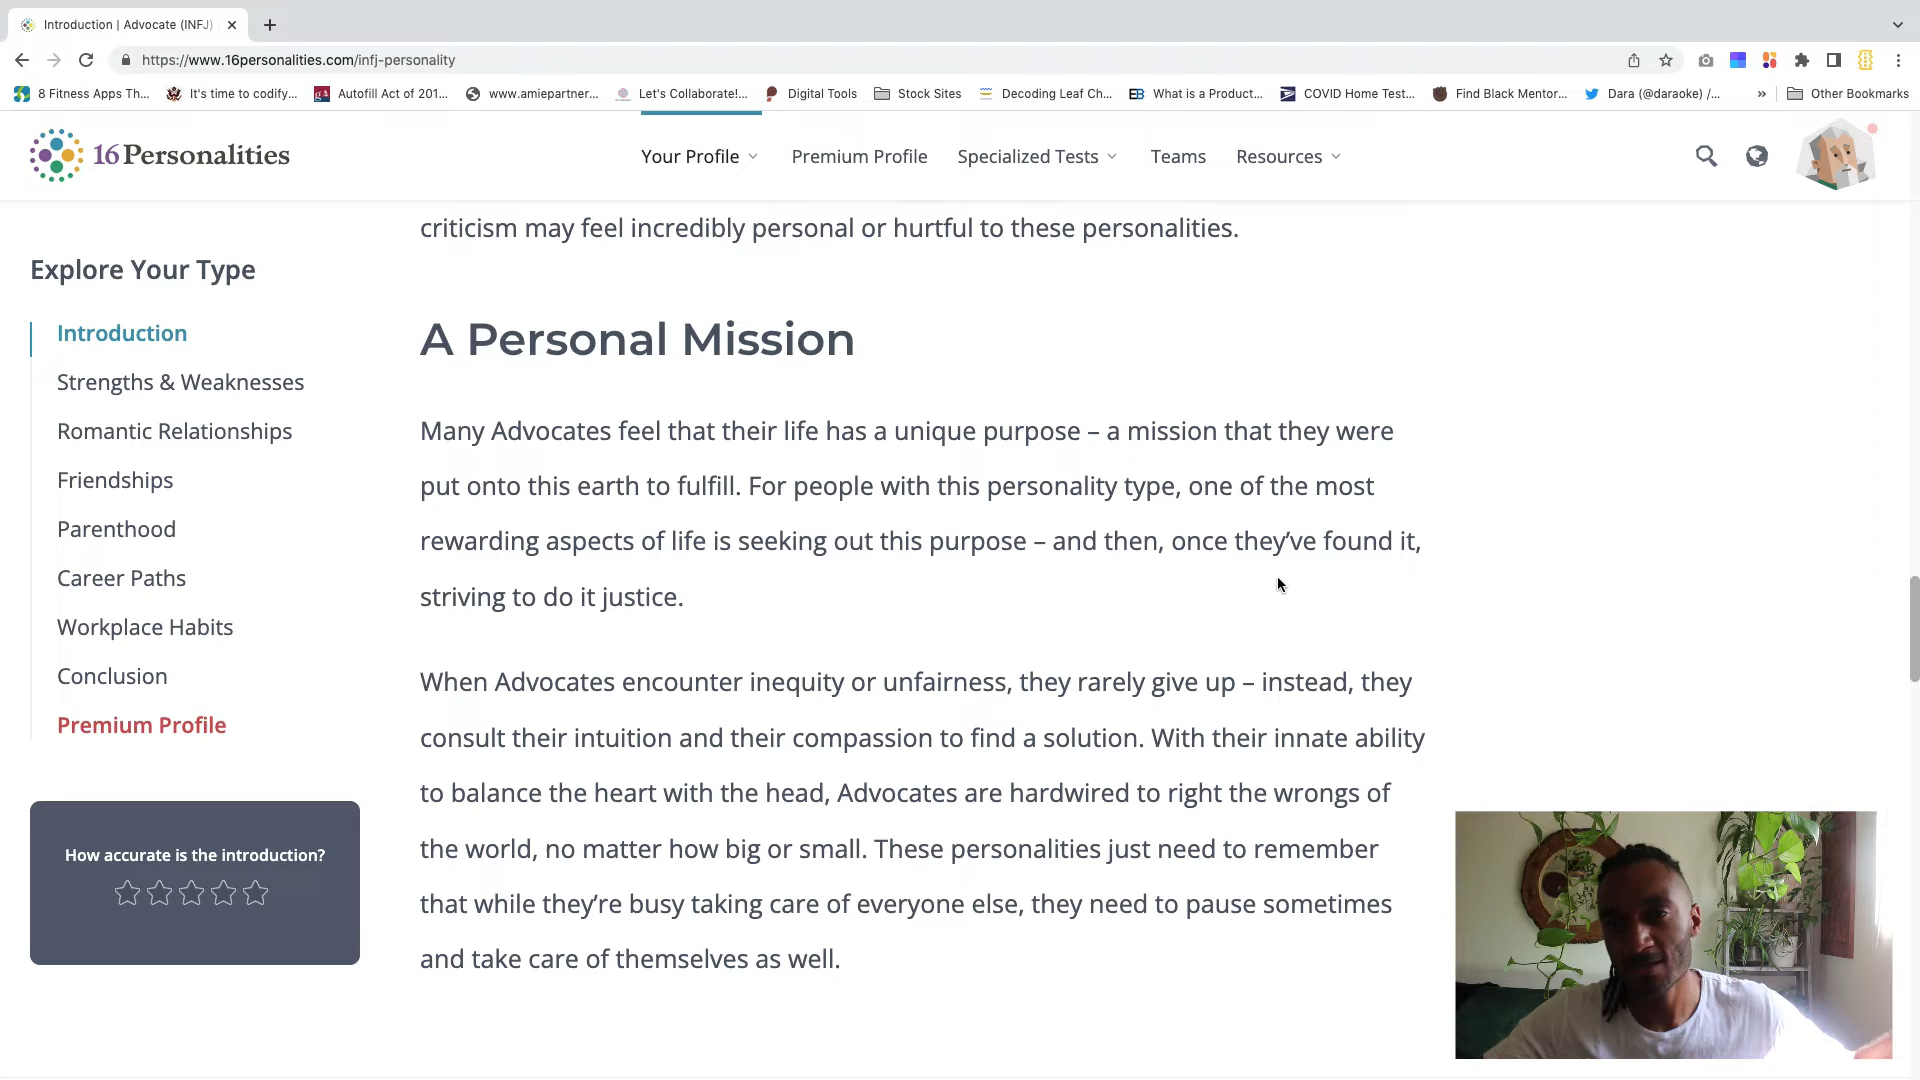 Introduction | Advocate (INFJ)
https://www.16personalities.com/infj-personality
8 Fitness Apps Th...
It's time to codify...
Autofill Act of 201...
www.amiepartner...
Let's Collaborate!...
Digital Tools
Stock Sites
Decoding Leaf Ch...
What is a Product...
COVID Home Test...
Find Black Mentor...
Dara (@daraoke) /...
»
Other Bookmarks
16Personalities
Your Profile
Premium Profile
Specialized Tests
Teams
Resources
criticism may feel incredibly personal or hurtful to these personalities.
Explore Your Type
Introduction
Strengths & Weaknesses
Romantic Relationships
Friendships
Parenthood
Career Paths
Workplace Habits
Conclusion
Premium Profile
How accurate is the introduction?
A Personal Mission
Many Advocates feel that their life has a unique purpose – a mission that they were
put onto this earth to fulfill. For people with this personality type, one of the most
rewarding aspects of life is seeking out this purpose – and then, once they’ve found it,
striving to do it justice.
When Advocates encounter inequity or unfairness, they rarely give up – instead, they
consult their intuition and their compassion to find a solution. With their innate ability
to balance the heart with the head, Advocates are hardwired to right the wrongs of
the world, no matter how big or small. These personalities just need to remember
that while they’re busy taking care of everyone else, they need to pause sometimes
and take care of themselves as well.